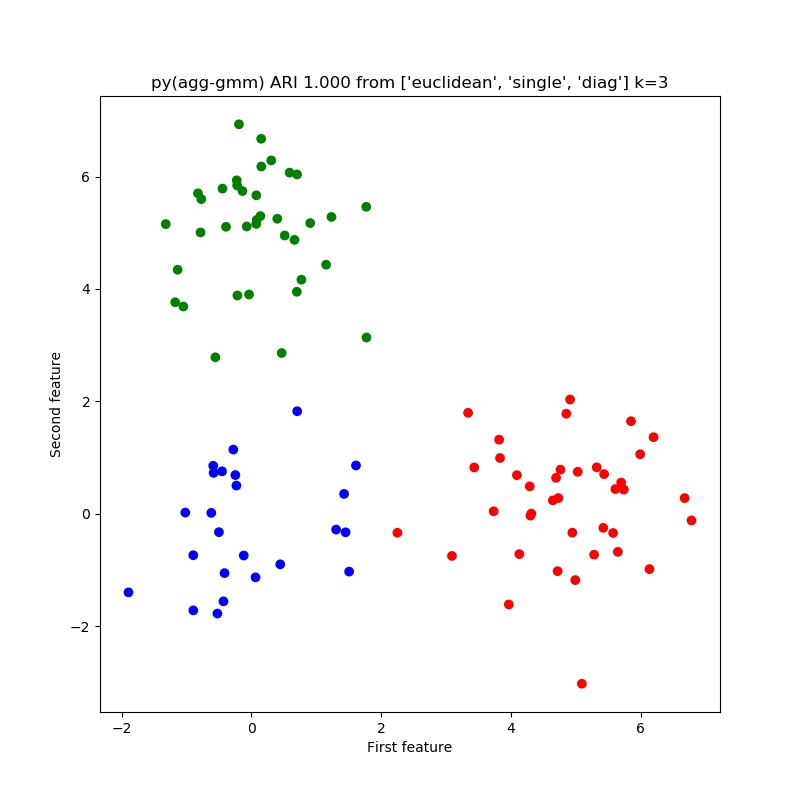 py(agg-gmm) ARI 1.000 from ['euclidean', 'single', 'diag'] k=3
6
4
2
0
−2
Second feature
−2 0 2 4 6
First feature